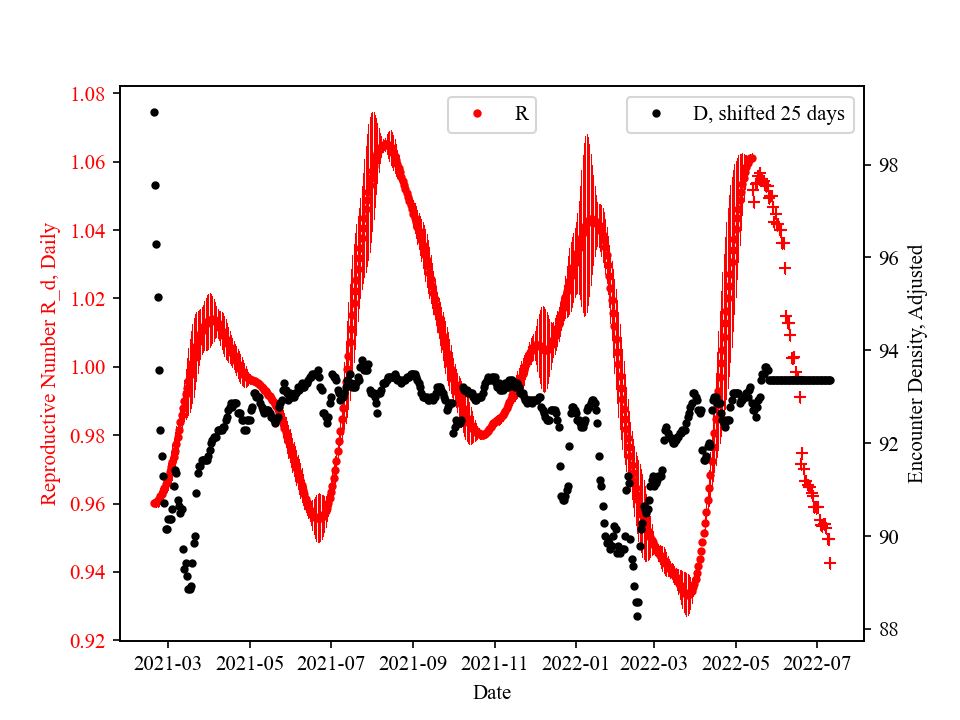 R
D, shifted 25 days
Reproductive Number R_d, Daily
1.08
1.06
1.04
1.02
1.00
0.98
0.96
0.94
0.92
98
96
94
92
90
88
Encounter Density, Adjusted
2021-03 2021-05 2021-07 2021-09 2021-11 2022-01 2022-03 2022-05 2022-07
Date